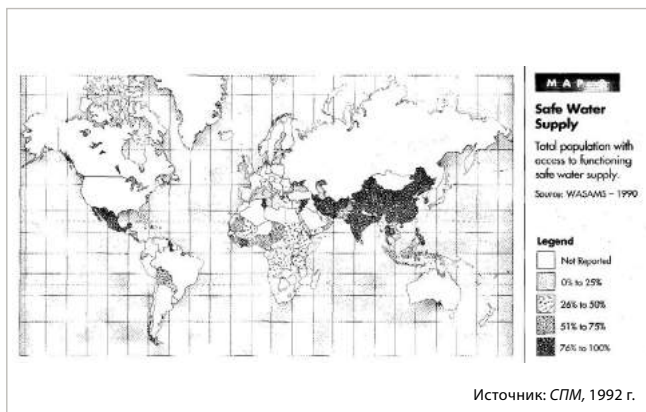 MAP
Safe Water
Supply
Total population with
access to functioning
safe water supply.
Source: WASAMS – 1990
Legend
Not Reported
0% to 25%
26% to 50%
51% to 75%
76% to 100%
Источник: СПМ, 1992 г.